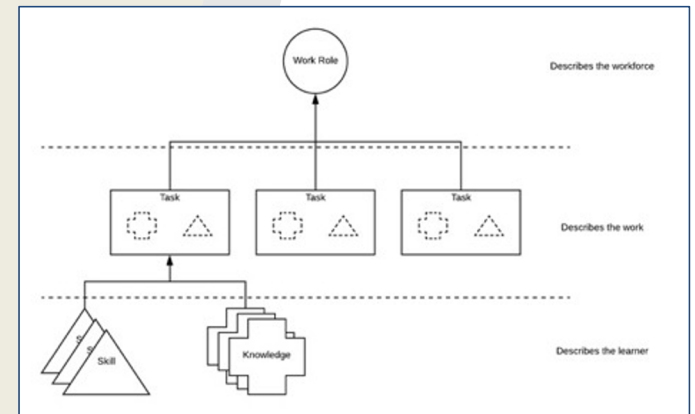 Work Role
Describes the workforce
Task
Task
Task
Describes the work
S
S
Skill
Knowledge
Describes the learner